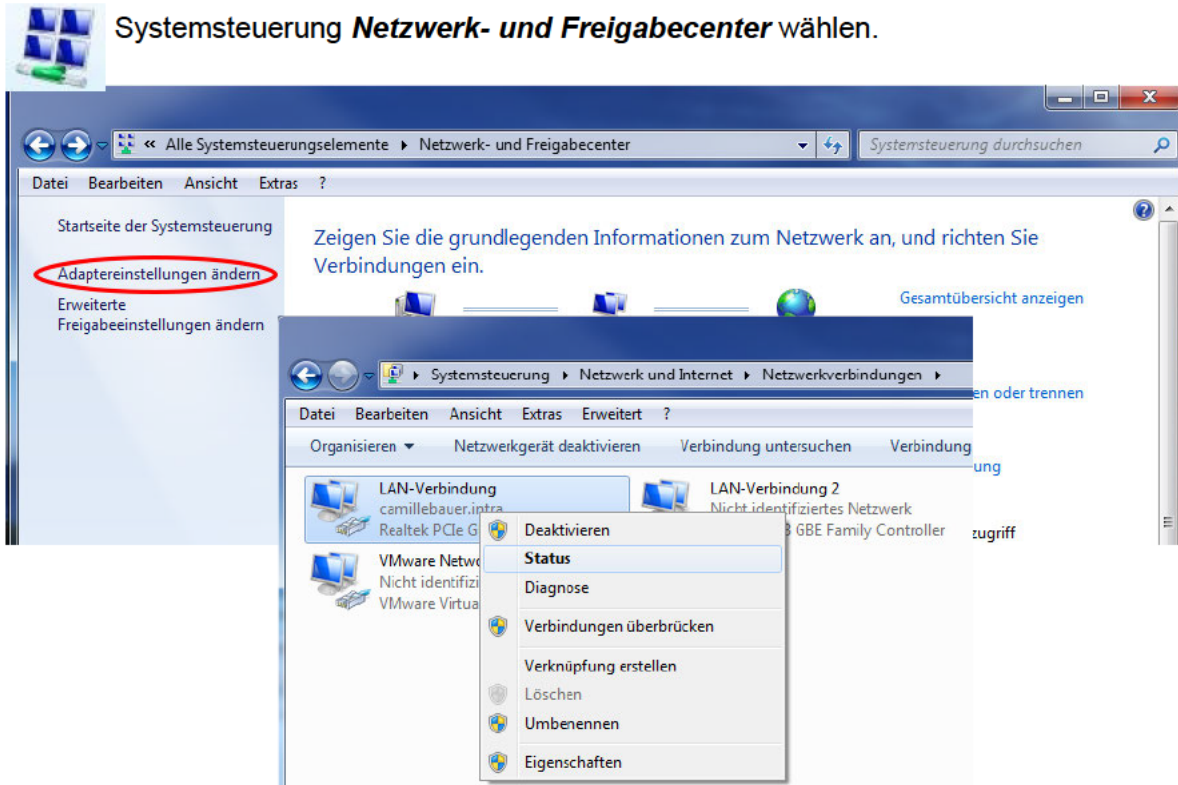 Systemsteuerung Netzwerk- und Freigabecenter wählen.
« Alle Systemsteuerungselemente Netzwerk- und Freigabecenter
Systemsteuerung durchsuchen
Datei Bearbeiten Ansicht Extras ?
Startseite der Systemsteuerung
Adaptereinstellungen ändern
Erweiterte
Freigabeeinstellungen ändern
Zeigen Sie die grundlegenden Informationen zum Netzwerk an, und richten Sie
Verbindungen ein.
Gesamtübersicht anzeigen
en oder trennen
ung
zugriff
Systemsteuerung Netzwerk und Internet Netzwerkverbindungen
Datei Bearbeiten Ansicht Extras Erweitert ?
Organisieren Netzwerkgerät deaktivieren Verbindung untersuchen Verbindung
LAN-Verbindung
camillebauer.intra
Realtek PCIe G
LAN-Verbindung 2
Nicht identifiziertes Netzwerk
GBE Family Controller
VMware Netwo
Nicht identifizi
VMware Virtua
Deaktivieren
Status
Diagnose
Verbindungen überbrücken
Verknüpfung erstellen
Löschen
Umbenennen
Eigenschaften